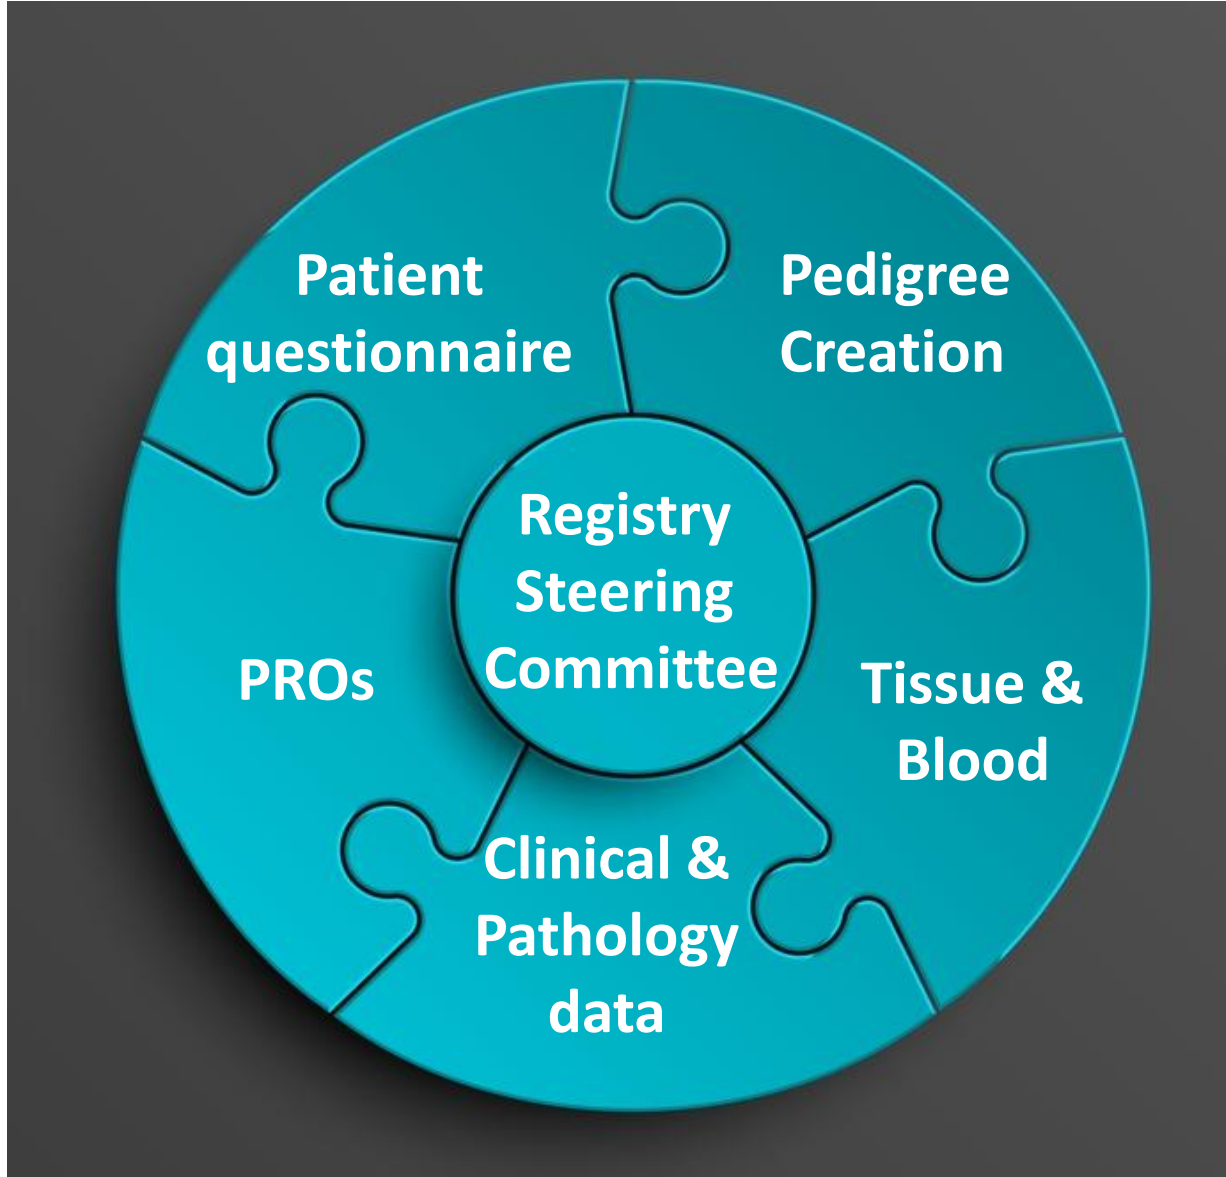 Patient
questionnaire
Pedigree
Creation
Registry
Steering
Committee
PROs
Tissue &
Blood
Clinical &
Pathology
data